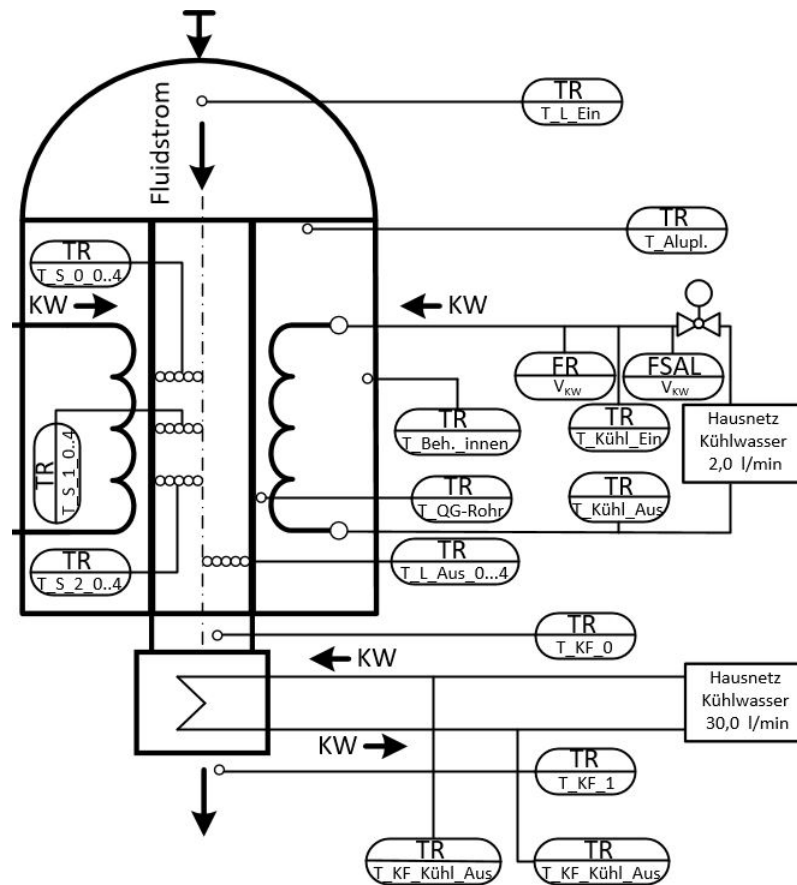 Fluidstrom
TR
T_L_Ein
TR
T_Alupl.
TR
T_S_0_0..4
KW
KW
FR
V_KW
FSAL
V_KW
TR
T_Kühl_Ein
Hausnetz
Kühlwasser
2,0 l/min
TR
T_S_1_0..4
TR
T_Beh._innen
TR
T_QG-Rohr
TR
T_Kühl_Aus
TR
T_S_2_0..4
TR
T_L_Aus_0...4
TR
T_KF_0
KW
Hausnetz
Kühlwasser
30,0 l/min
KW
TR
T_KF_1
TR
T_KF_Kühl_Aus
TR
T_KF_Kühl_Aus